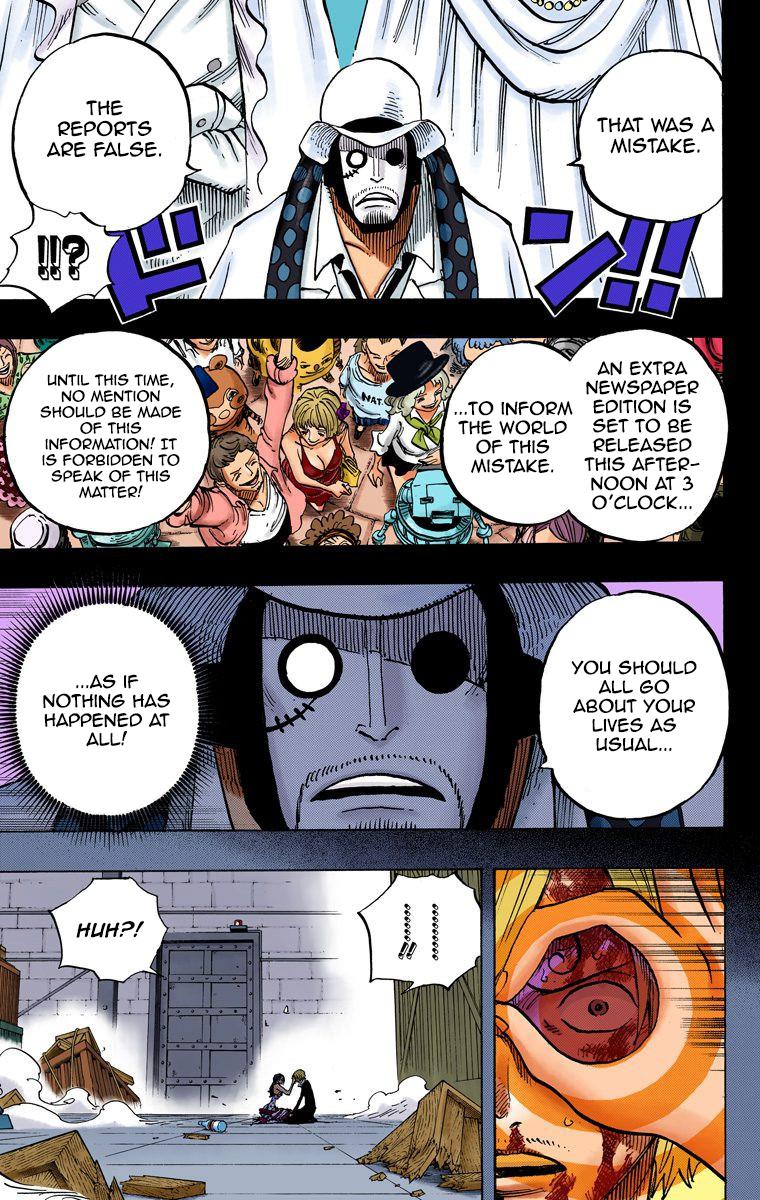 THAT WAS A
MISTAKE.
THE
REPORTS
ARE FALSE.
ドン!!
!!?
AN EXTRA
NEWSPAPER
EDITION IS
SET TO BE
RELEASED
THIS AFTER-
NOON AT 3
O'CLOCK...
...TO INFORM
THE WORLD
OF THIS
MISTAKE.
NAT
UNTIL THIS TIME,
NO MENTION
SHOULD BE MADE
OF THIS
INFORMATION! IT
IS FORBIDDEN TO
SPEAK OF THIS
MATTER!
YOU SHOULD
ALL GO
ABOUT YOUR
LIVES AS
USUAL...
...AS IF
NOTHING HAS
HAPPENED AT
ALL!
.........!!
HUH?!